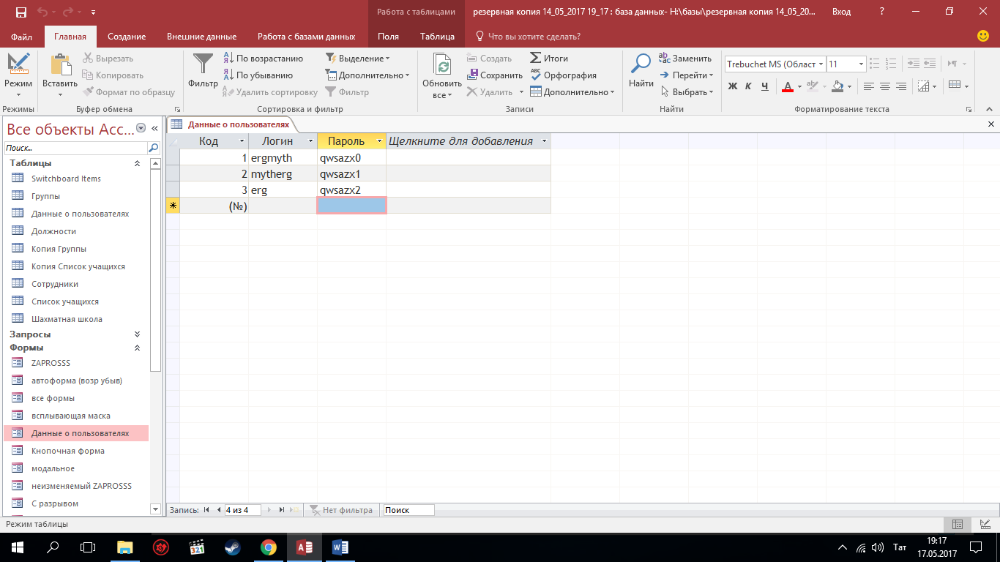 Работа с таблицами
резервная копия 14_05_2017 19_17 : база данных- H:\базы\резервная копия 14_05_20...
Вход
?
Файл Главная Создание Внешние данные Работа с базами данных Поля Таблица Что вы хотите сделать?
Режим
Режимы
Вставить
Вырезать
Копировать
Формат по образцу
Буфер обмена
Фильтр
По возрастанию
По убыванию
Удалить сортировку
Выделение
Дополнительно
Фильтр
Сортировка и фильтр
Обновить
все
Создать
Сохранить
Удалить
Итоги
Орфография
Дополнительно
Записи
Найти
Заменить
Перейти
Выбрать
Найти
Trebuchet MS (Област 11
Ж К Ч
Форматирование текста
Все объекты Acc...
Поиск...
Таблицы
Switchboard Items
Группы
Данные о пользователях
Должности
Копия Группы
Копия Список учащихся
Сотрудники
Список учащихся
Шахматная школа
Запросы
Формы
ZAPROSSS
автоформа (возр убыв)
все формы
всплывающая маска
Данные о пользователях
Кнопочная форма
модальное
неизменяемый ZAPROSSS
С разрывом
Данные о пользователях
Код Логин Пароль Щелкните для добавления
1 ergmyth qwsazx0
2 mytherg qwsazx1
3 erg qwsazx2
(№)
Запись: 4 из 4 Нет фильтра Поиск
Режим таблицы
Тат
19:17
17.05.2017